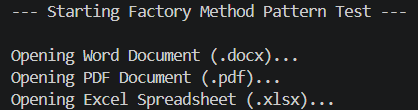 --- Starting Factory Method Pattern Test ---
Opening Word Document (.docx)...
Opening PDF Document (.pdf)...
Opening Excel Spreadsheet (.xlsx)...